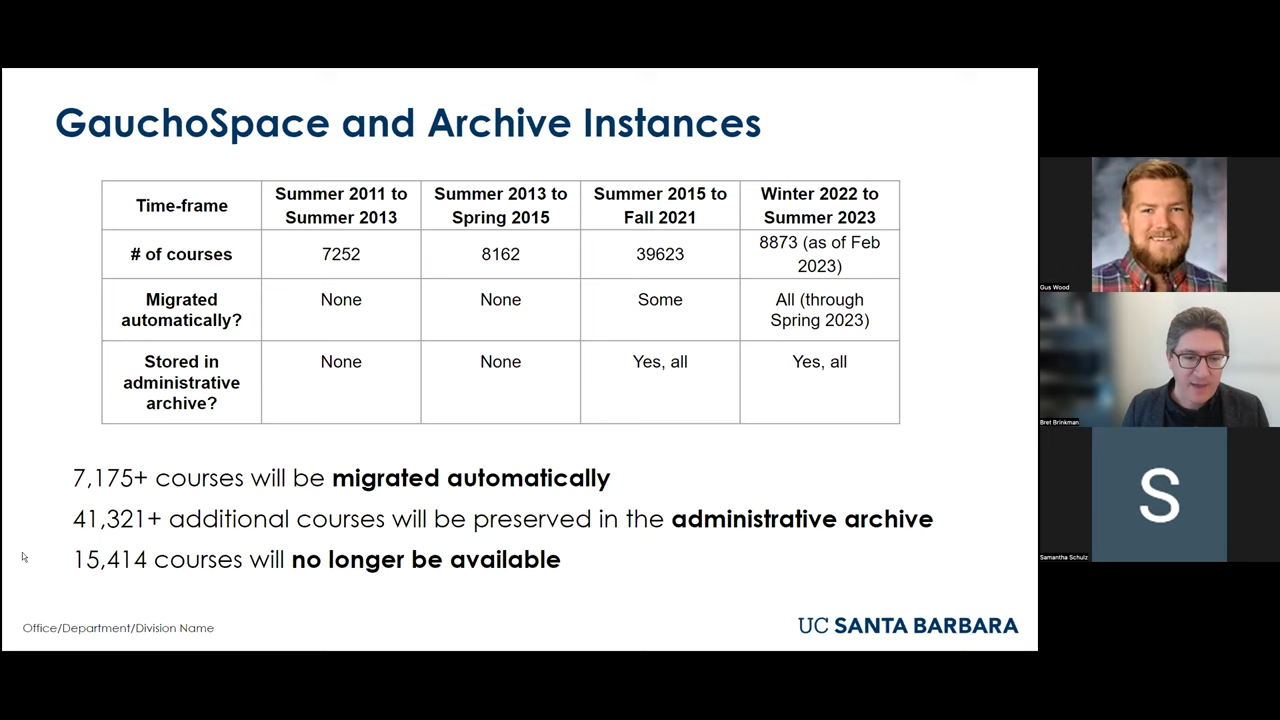 GauchoSpace and Archive Instances
Time-frame
Summer 2011 to
Summer 2013
Summer 2013 to
Spring 2015
Summer 2015 to
Fall 2021
Winter 2022 to
Summer 2023
# of courses
7252
8162
39623
8873 (as of Feb
2023)
Migrated
automatically?
None
None
Some
All (through
Spring 2023)
Stored in
administrative
archive?
None
None
Yes, all
Yes, all
7,175+ courses will be migrated automatically
41,321+ additional courses will be preserved in the administrative archive
15,414 courses will no longer be available
Office/Department/Division Name
UC SANTA BARBARA
Gus Wood
Bret Brinkman
S
Samantha Schulz